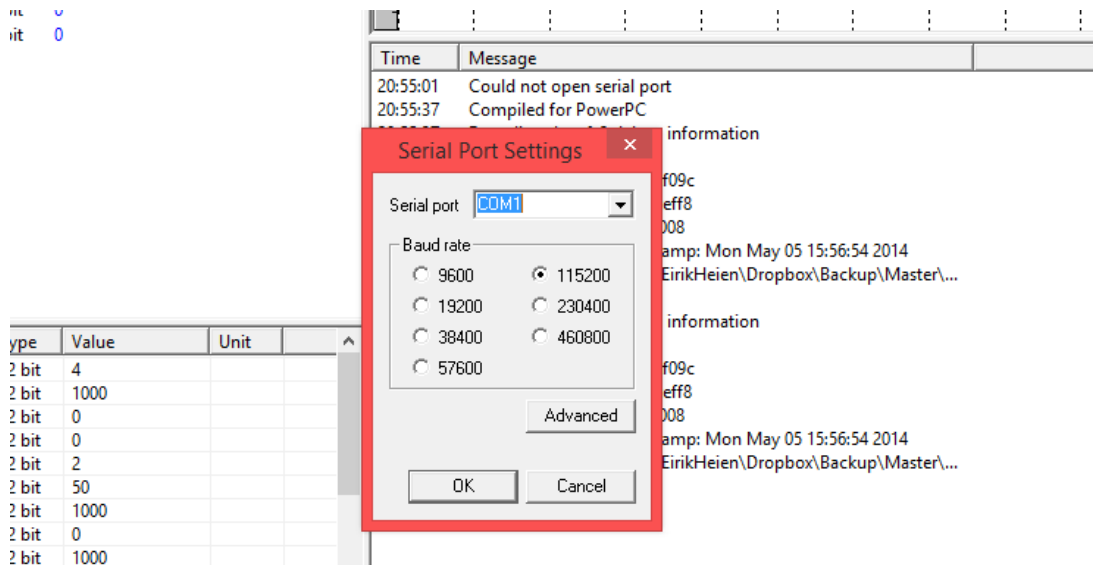 bit 0
Time Message
20:55:01 Could not open serial port
20:55:37 Compiled for PowerPC
information
Serial Port Settings
f09c
Serial port COM1
eff8
008
Baud rate
amp: Mon May 05 15:56:54 2014
9600 115200
EirikHeien\Dropbox\Backup\Master\...
19200 230400
information
38400 460800
ype Value Unit
57600
f09c
2 bit 4
eff8
2 bit 1000
Advanced
008
2 bit 0
amp: Mon May 05 15:56:54 2014
2 bit 0
EirikHeien\Dropbox\Backup\Master\...
2 bit 2
OK Cancel
2 bit 50
2 bit 1000
2 bit 0
2 bit 1000